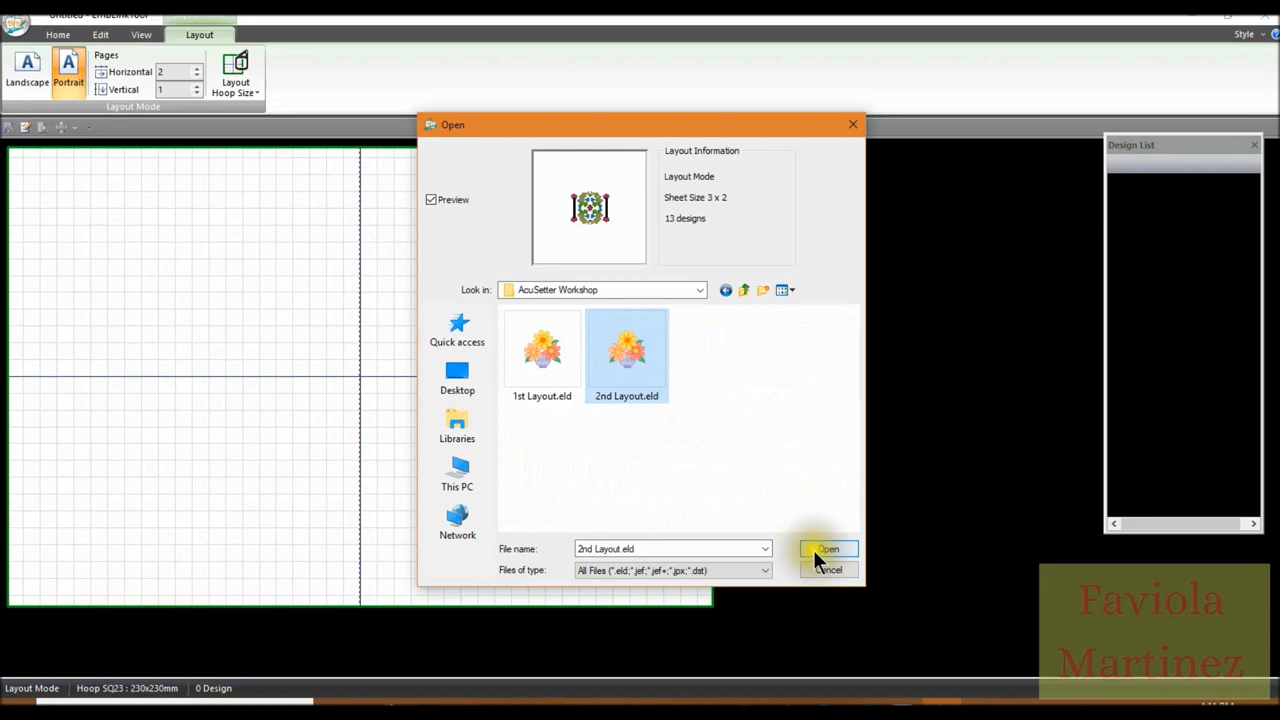 Untitled - EmbLinkTool
Home Edit View Layout Style
Landscape Portrait
Pages
Horizontal 2
Vertical 1
Layout Hoop Size
Layout Mode
Open
Preview
Layout Information
Layout Mode
Sheet Size 3 x 2
13 designs
Look in: AcuSetter Workshop
Quick access
Desktop
Libraries
This PC
Network
1st Layout.eld 2nd Layout.eld
File name: 2nd Layout.eld Open
Files of type: All Files (*.eld;*.jef;*.jef+;*.jpx;*.dst) Cancel
Design List
Faviola
Martinez
Layout Mode Hoop SQ23 : 230x230mm 0 Design